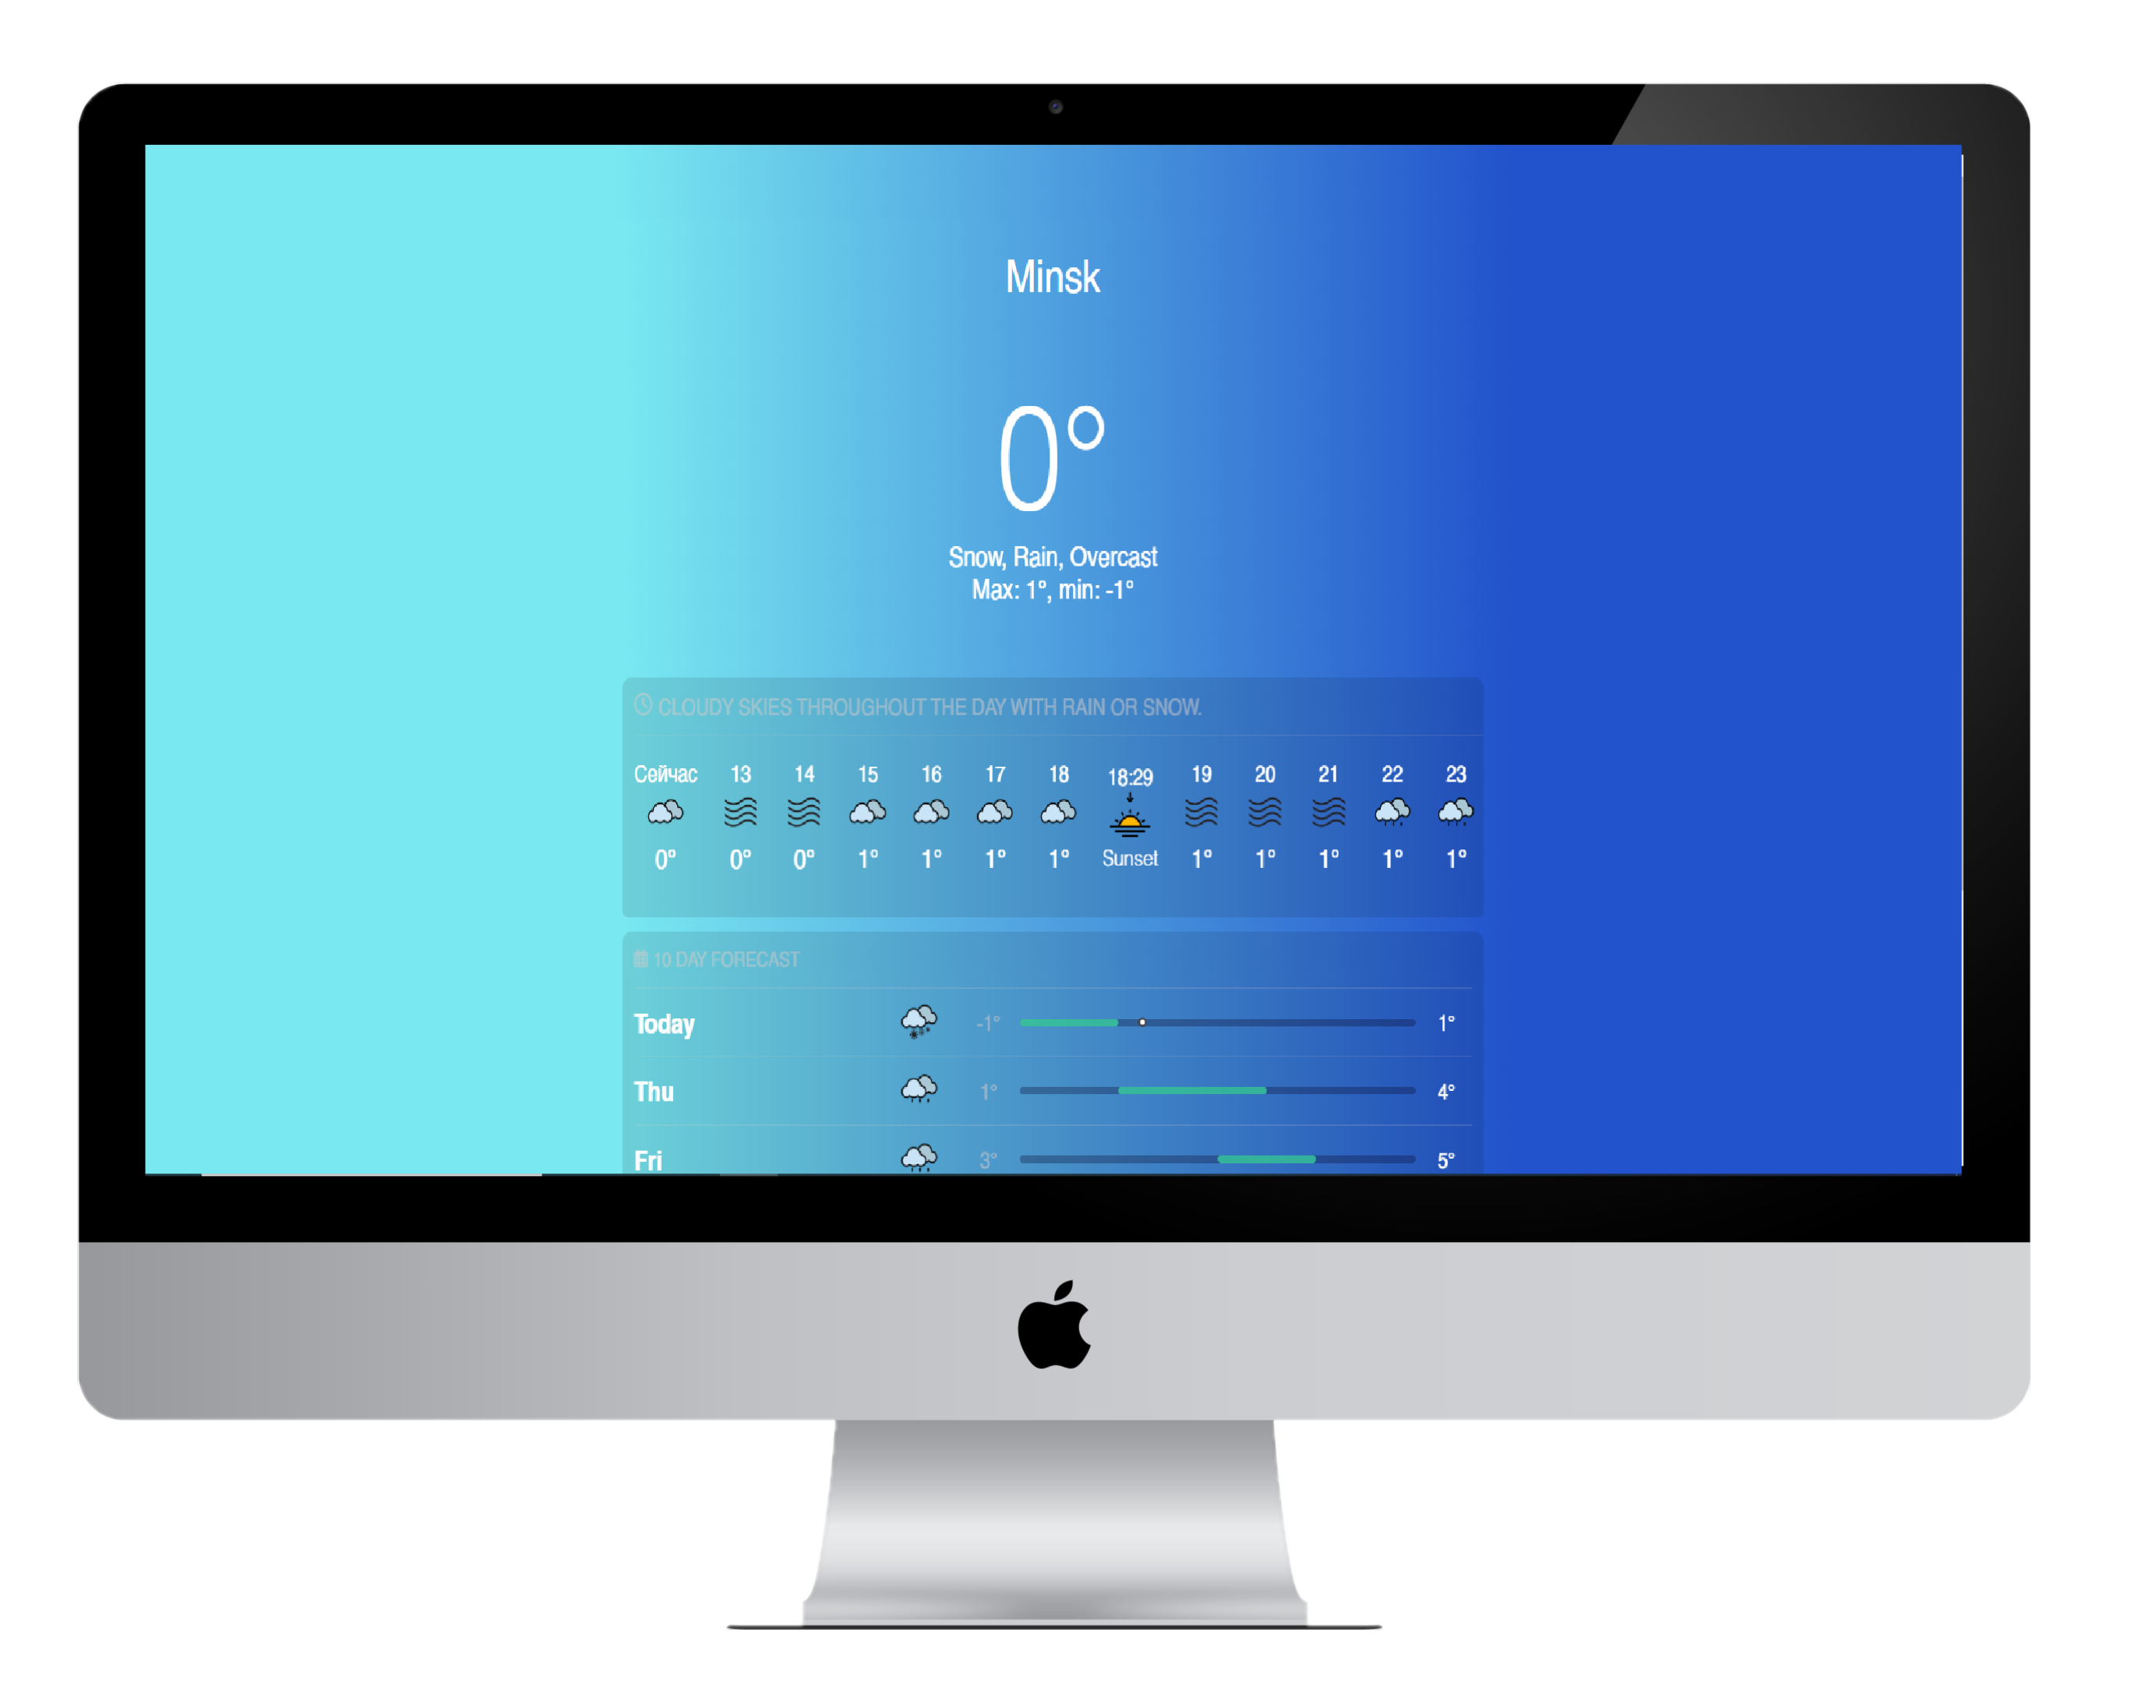 Minsk
0°
Snow, Rain, Overcast
Max: 1°, min: -1°
CLOUDY SKIES THROUGHOUT THE DAY WITH RAIN OR SNOW.
Сейчас 13 14 15 16 17 18 18:29 19 20 21 22 23
0° 0° 0° 1° 1° 1° 1° Sunset 1° 1° 1° 1° 1°
10 DAY FORECAST
Today -1° 1°
Thu 1° 4°
Fri 3° 5°